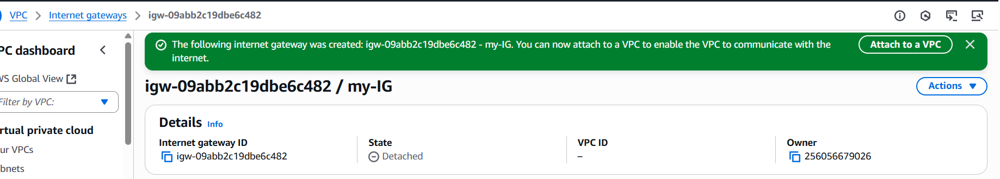 VPC > Internet gateways > igw-09abb2c19dbe6c482
The following internet gateway was created: igw-09abb2c19dbe6c482 - my-IG. You can now attach to a VPC to enable the VPC to communicate with the
internet.
Attach to a VPC
PC dashboard
WS Global View
Filter by VPC:
rtual private cloud
ur VPCs
bnets
igw-09abb2c19dbe6c482 / my-IG
Actions
Details Info
Internet gateway ID
igw-09abb2c19dbe6c482
State
Detached
VPC ID
–
Owner
256056679026